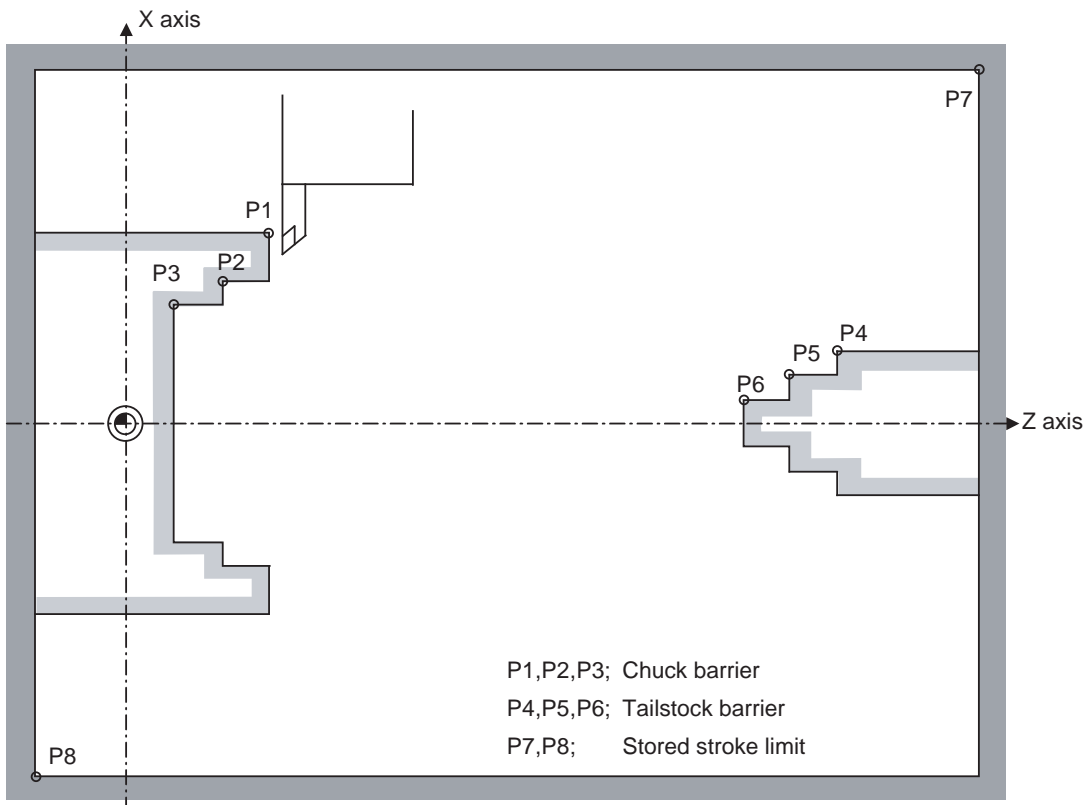 X axis
P7
P1
P2
P3
P4
P5
P6
Z axis
P1,P2,P3; Chuck barrier
P4,P5,P6; Tailstock barrier
P7,P8; Stored stroke limit
P8